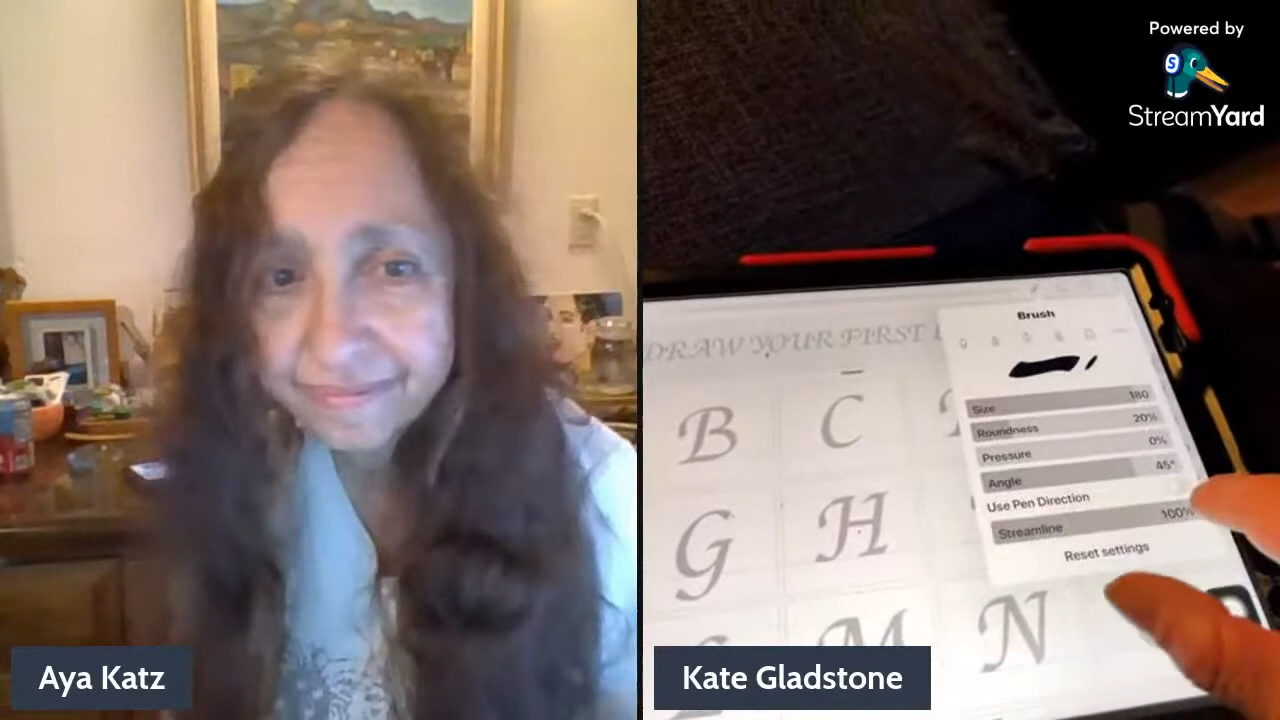 Powered by
S
StreamYard
Brush
DRAW YOUR FIRST
Size 180
Roundness 20%
Pressure 0%
Angle 45°
Use Pen Direction
Streamline 100%
Reset settings
B C
G H
M N
Aya Katz
Kate Gladstone